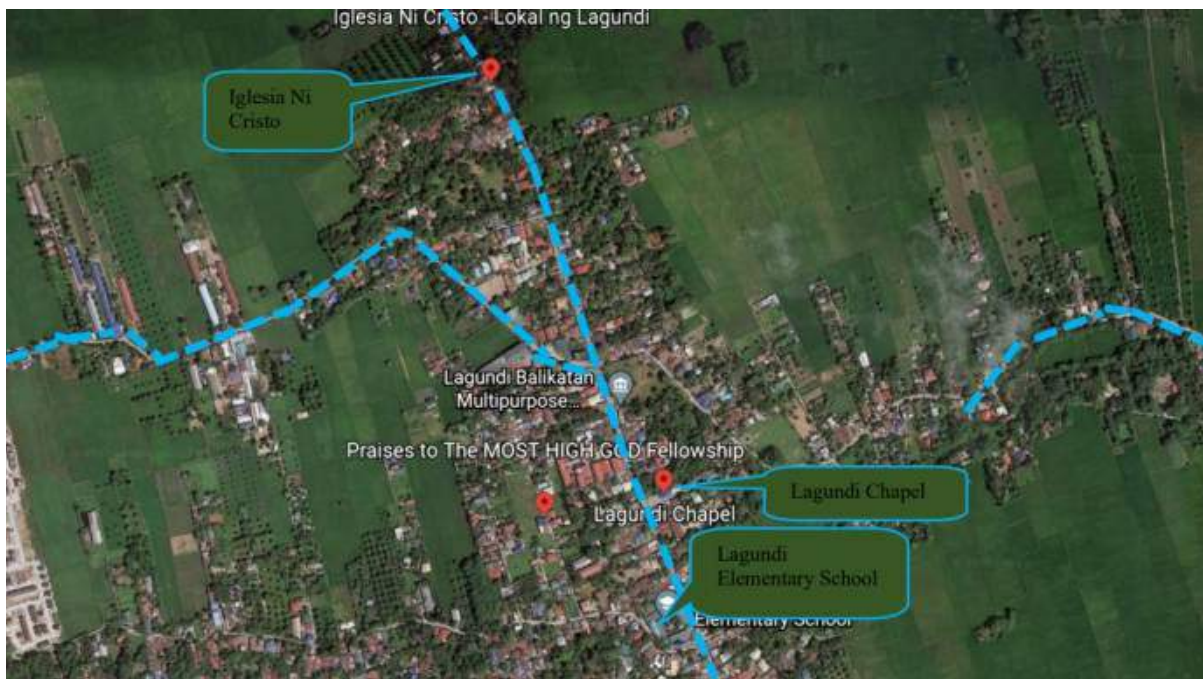 Iglesia Ni Cristo - Lokal ng Lagundi
Iglesia Ni
Cristo
Lagundi Balikatan
Multipurpose...
Praises to The MOST HIGH GOD Fellowship
Lagundi Chapel
Lagundi Chapel
Lagundi
Elementary School
Elementary School